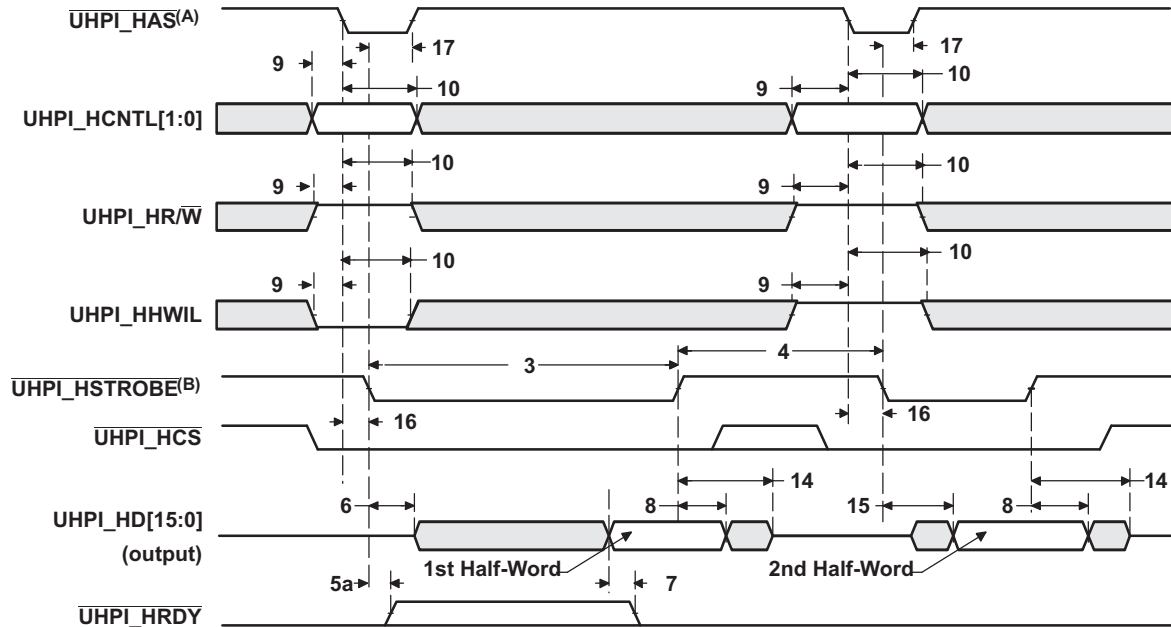 UHPI_HAS(A)
17
17
9
10
9
10
UHPI_HCNTL[1:0]
10
10
9
9
UHPI_HR/W
10
10
9
9
UHPI_HHWIL
3
4
UHPI_HSTROBE(B)
16
16
UHPI_HCS
14
14
6
8
15
8
UHPI_HD[15:0]
(output)
1st Half-Word
2nd Half-Word
5a
7
UHPI_HRDY